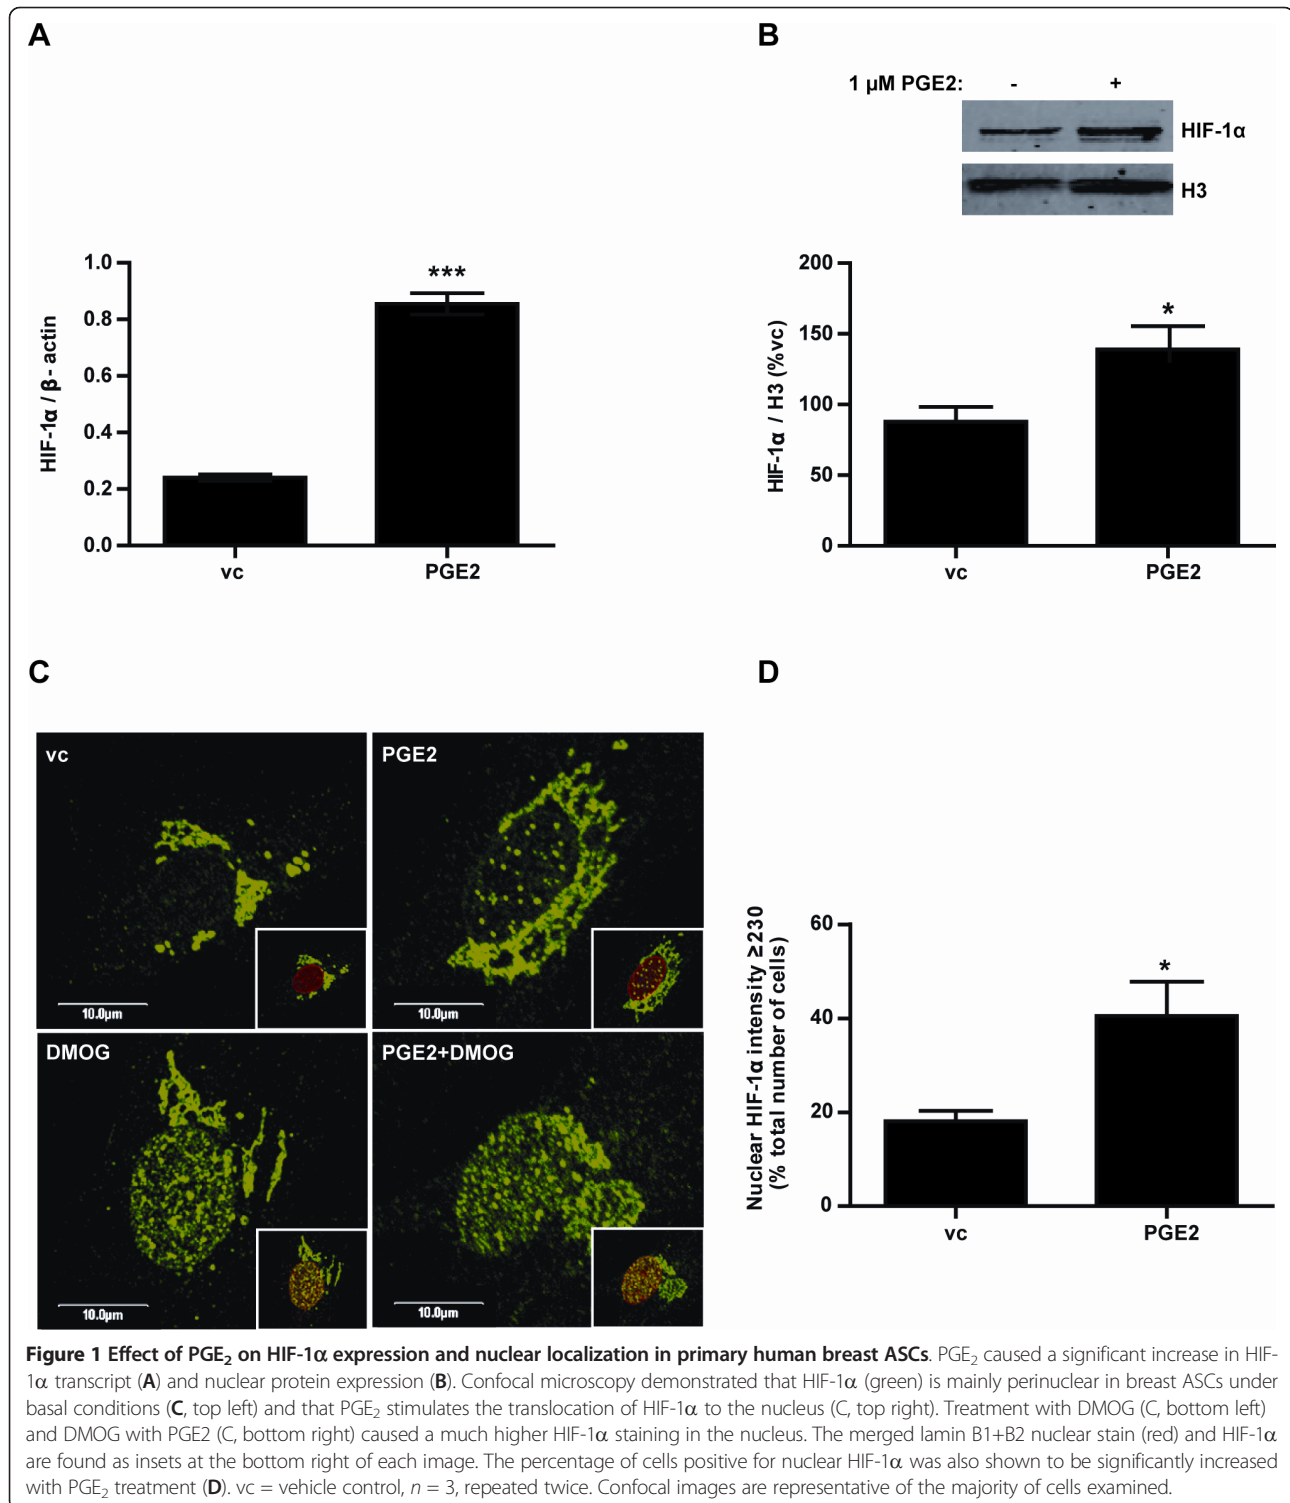 A
1.0
0.8
0.6
0.4
0.2
0.0
HIF-1α / β- actin
***
vc
PGE2
B
1 µM PGE2:
-
+
HIF-1α
H3
200
150
100
50
0
HIF-1α / H3 (%vc)
*
vc
PGE2
C
vc
10.0µm
PGE2
DMOG
10.0µm
PGE2+DMOG
10.0µm
D
60
40
20
0
Nuclear HIF-1α intensity ≥230
(% total number of cells)
*
vc
PGE2
Figure 1 Effect of PGE₂ on HIF-1α expression and nuclear localization in primary human breast ASCs. PGE₂ caused a significant increase in HIF-
1α transcript (A) and nuclear protein expression (B). Confocal microscopy demonstrated that HIF-1α (green) is mainly perinuclear in breast ASCs under
basal conditions (C, top left) and that PGE₂ stimulates the translocation of HIF-1α to the nucleus (C, top right). Treatment with DMOG (C, bottom left)
and DMOG with PGE2 (C, bottom right) caused a much higher HIF-1α staining in the nucleus. The merged lamin B1+B2 nuclear stain (red) and HIF-1α
are found as insets at the bottom right of each image. The percentage of cells positive for nuclear HIF-1α was also shown to be significantly increased
with PGE₂ treatment (D). vc = vehicle control, n = 3, repeated twice. Confocal images are representative of the majority of cells examined.